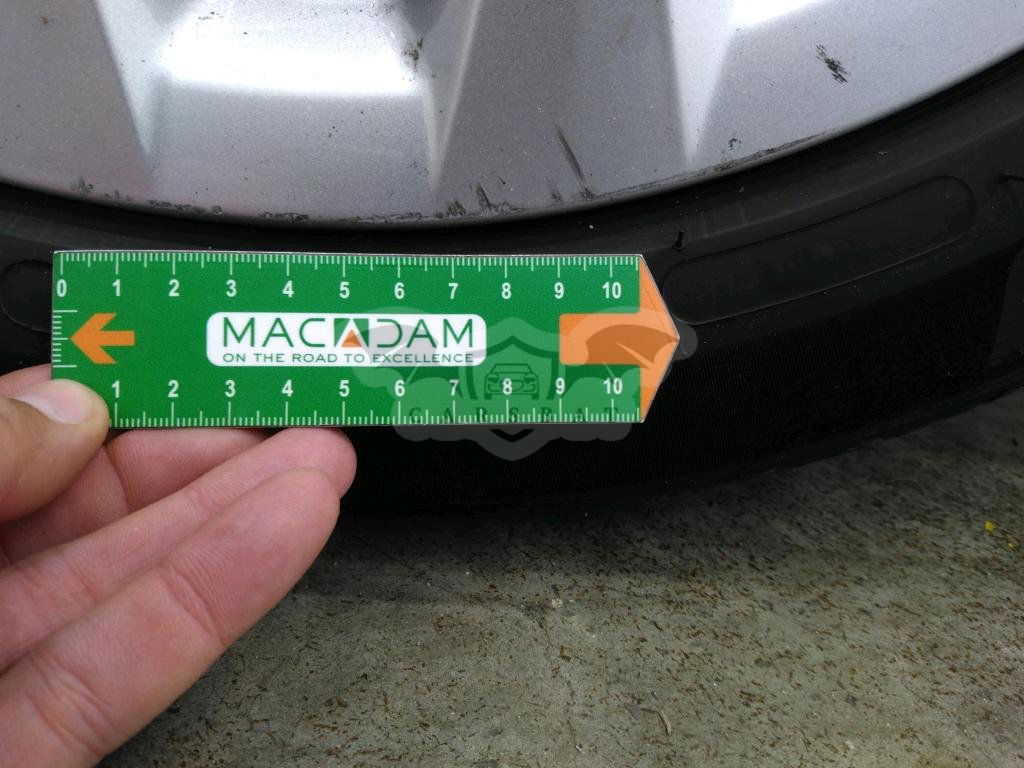 0 1 2 3 4 5 6 7 8 9 10
MACADAM
ON THE ROAD TO EXCELLENCE
1 2 3 4 5 6 7 8 9 10